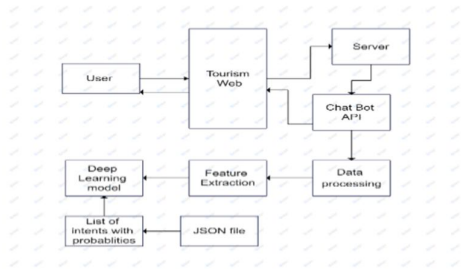 User
Tourism
Web
Server
Chat Bot
API
Deep
Learning
model
Feature
Extraction
Data
processing
List of
intents with
probablities
JSON file